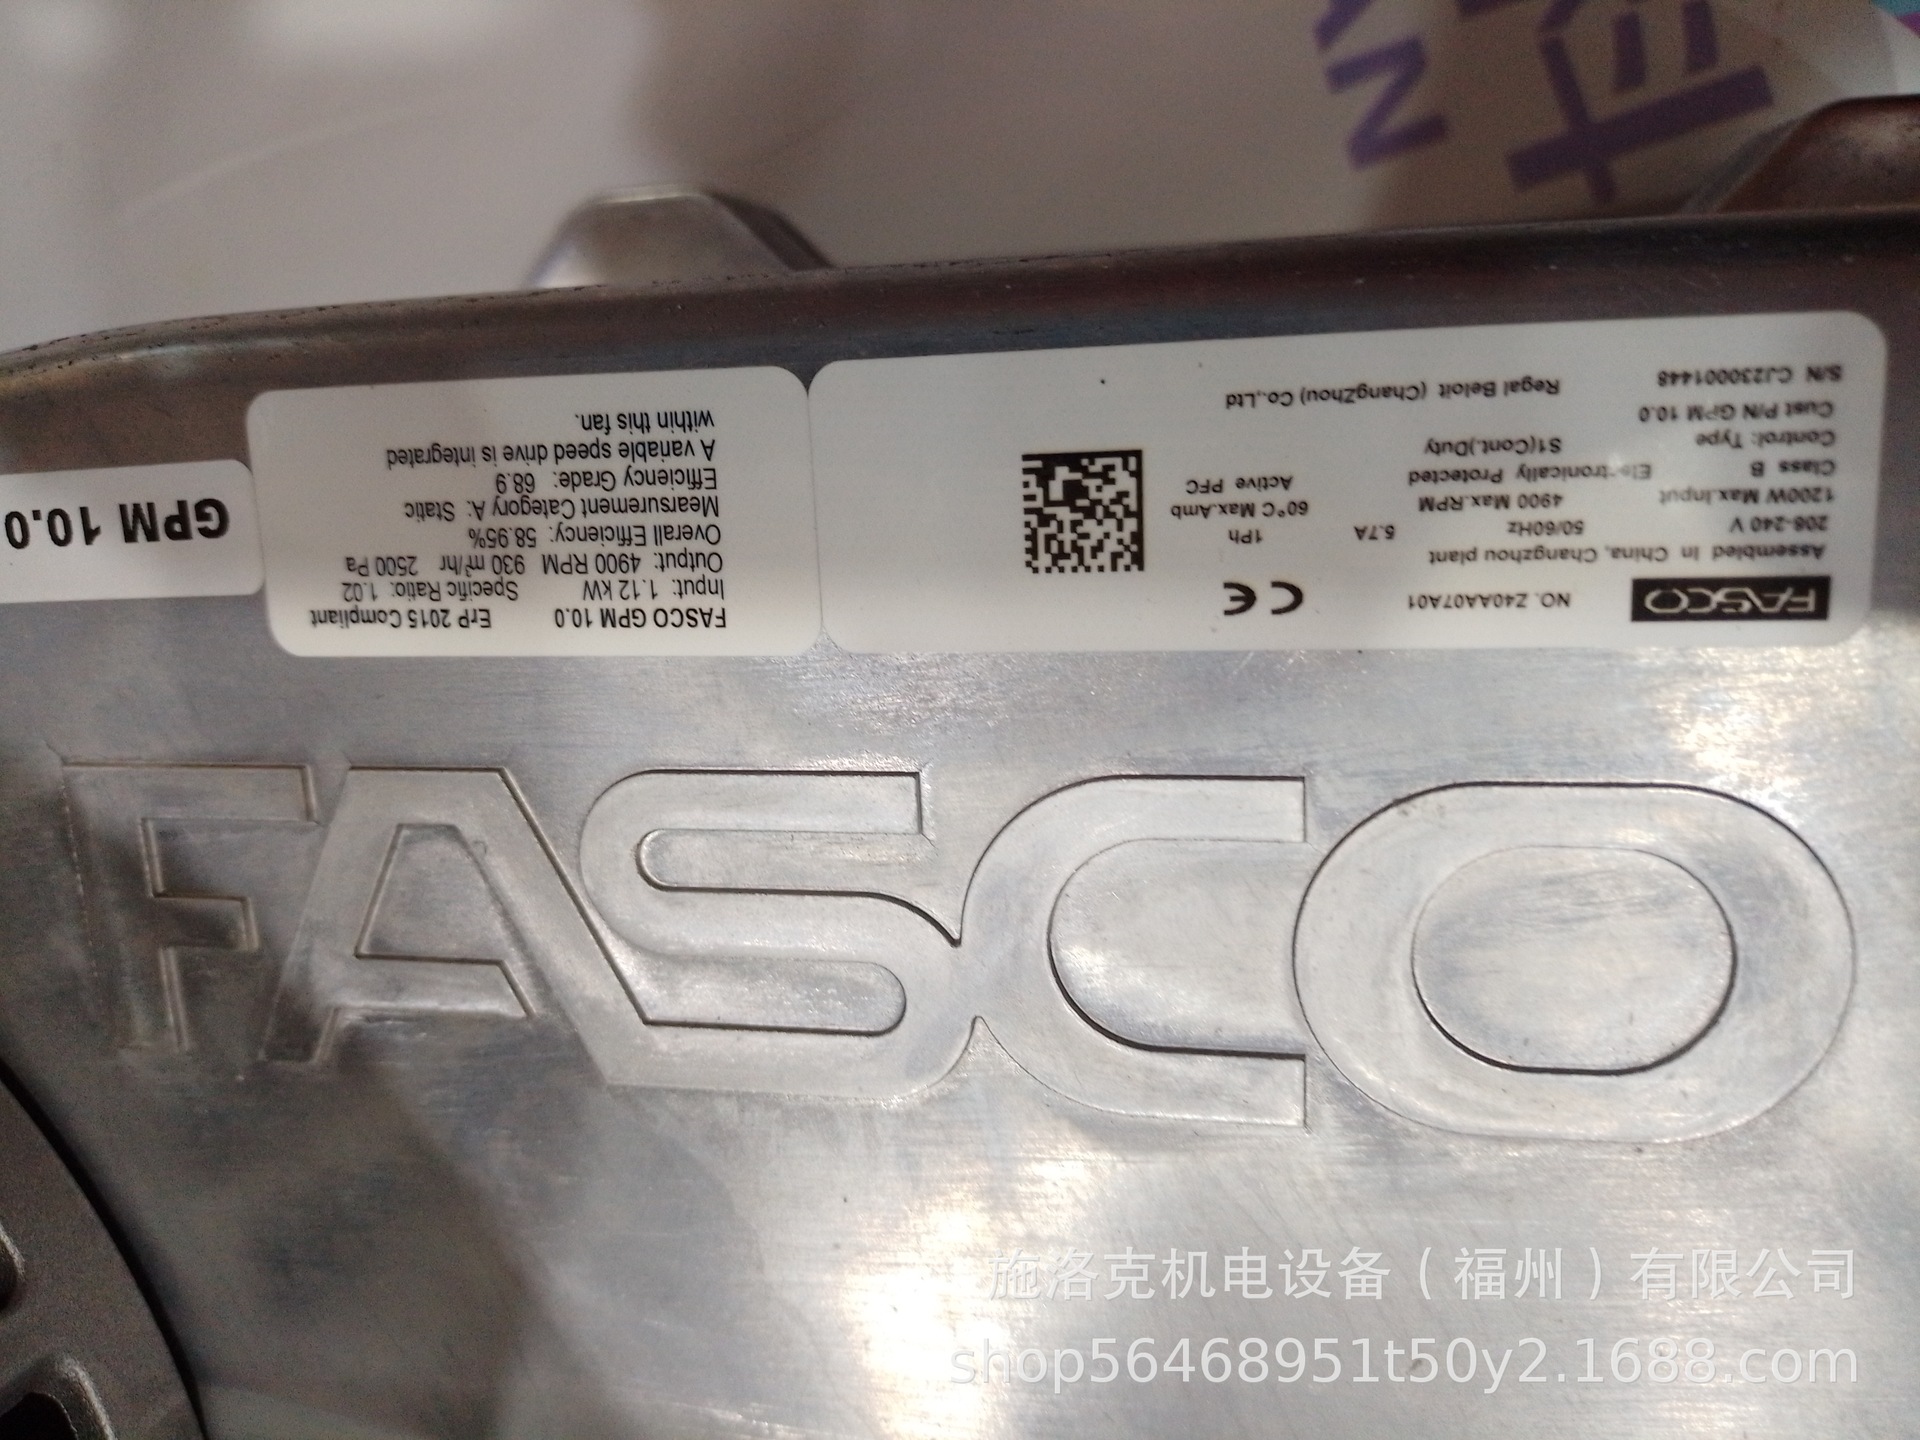 FASCO
NO. Z40AA07A01
Assembled in China, Changzhou plant
208-240 V 50/60Hz 5.7A 1Ph
1200W Max.Input 4900 Max.RPM 60°C Max.Amb
Class B Electronically Protected Active PFC
Control: Type S1(Cont.)Duty
Cust P/N GPM 10.0
S/N CJ230001448 Regal Beloit (ChangZhou) Co.,Ltd
FASCO GPM 10.0 ErP 2015 Compliant
Input: 1.12 kW Specific Ratio: 1.02
Output: 4900 RPM 930 m³/hr 2500 Pa
Overall Efficiency: 58.95%
Mearsurement Category A: Static
Efficiency Grade: 68.9
A variable speed drive is integrated
within this fan.
GPM 10.0
FASCO
施洛克机电设备（福州）有限公司
shop56468951t50y2.1688.com